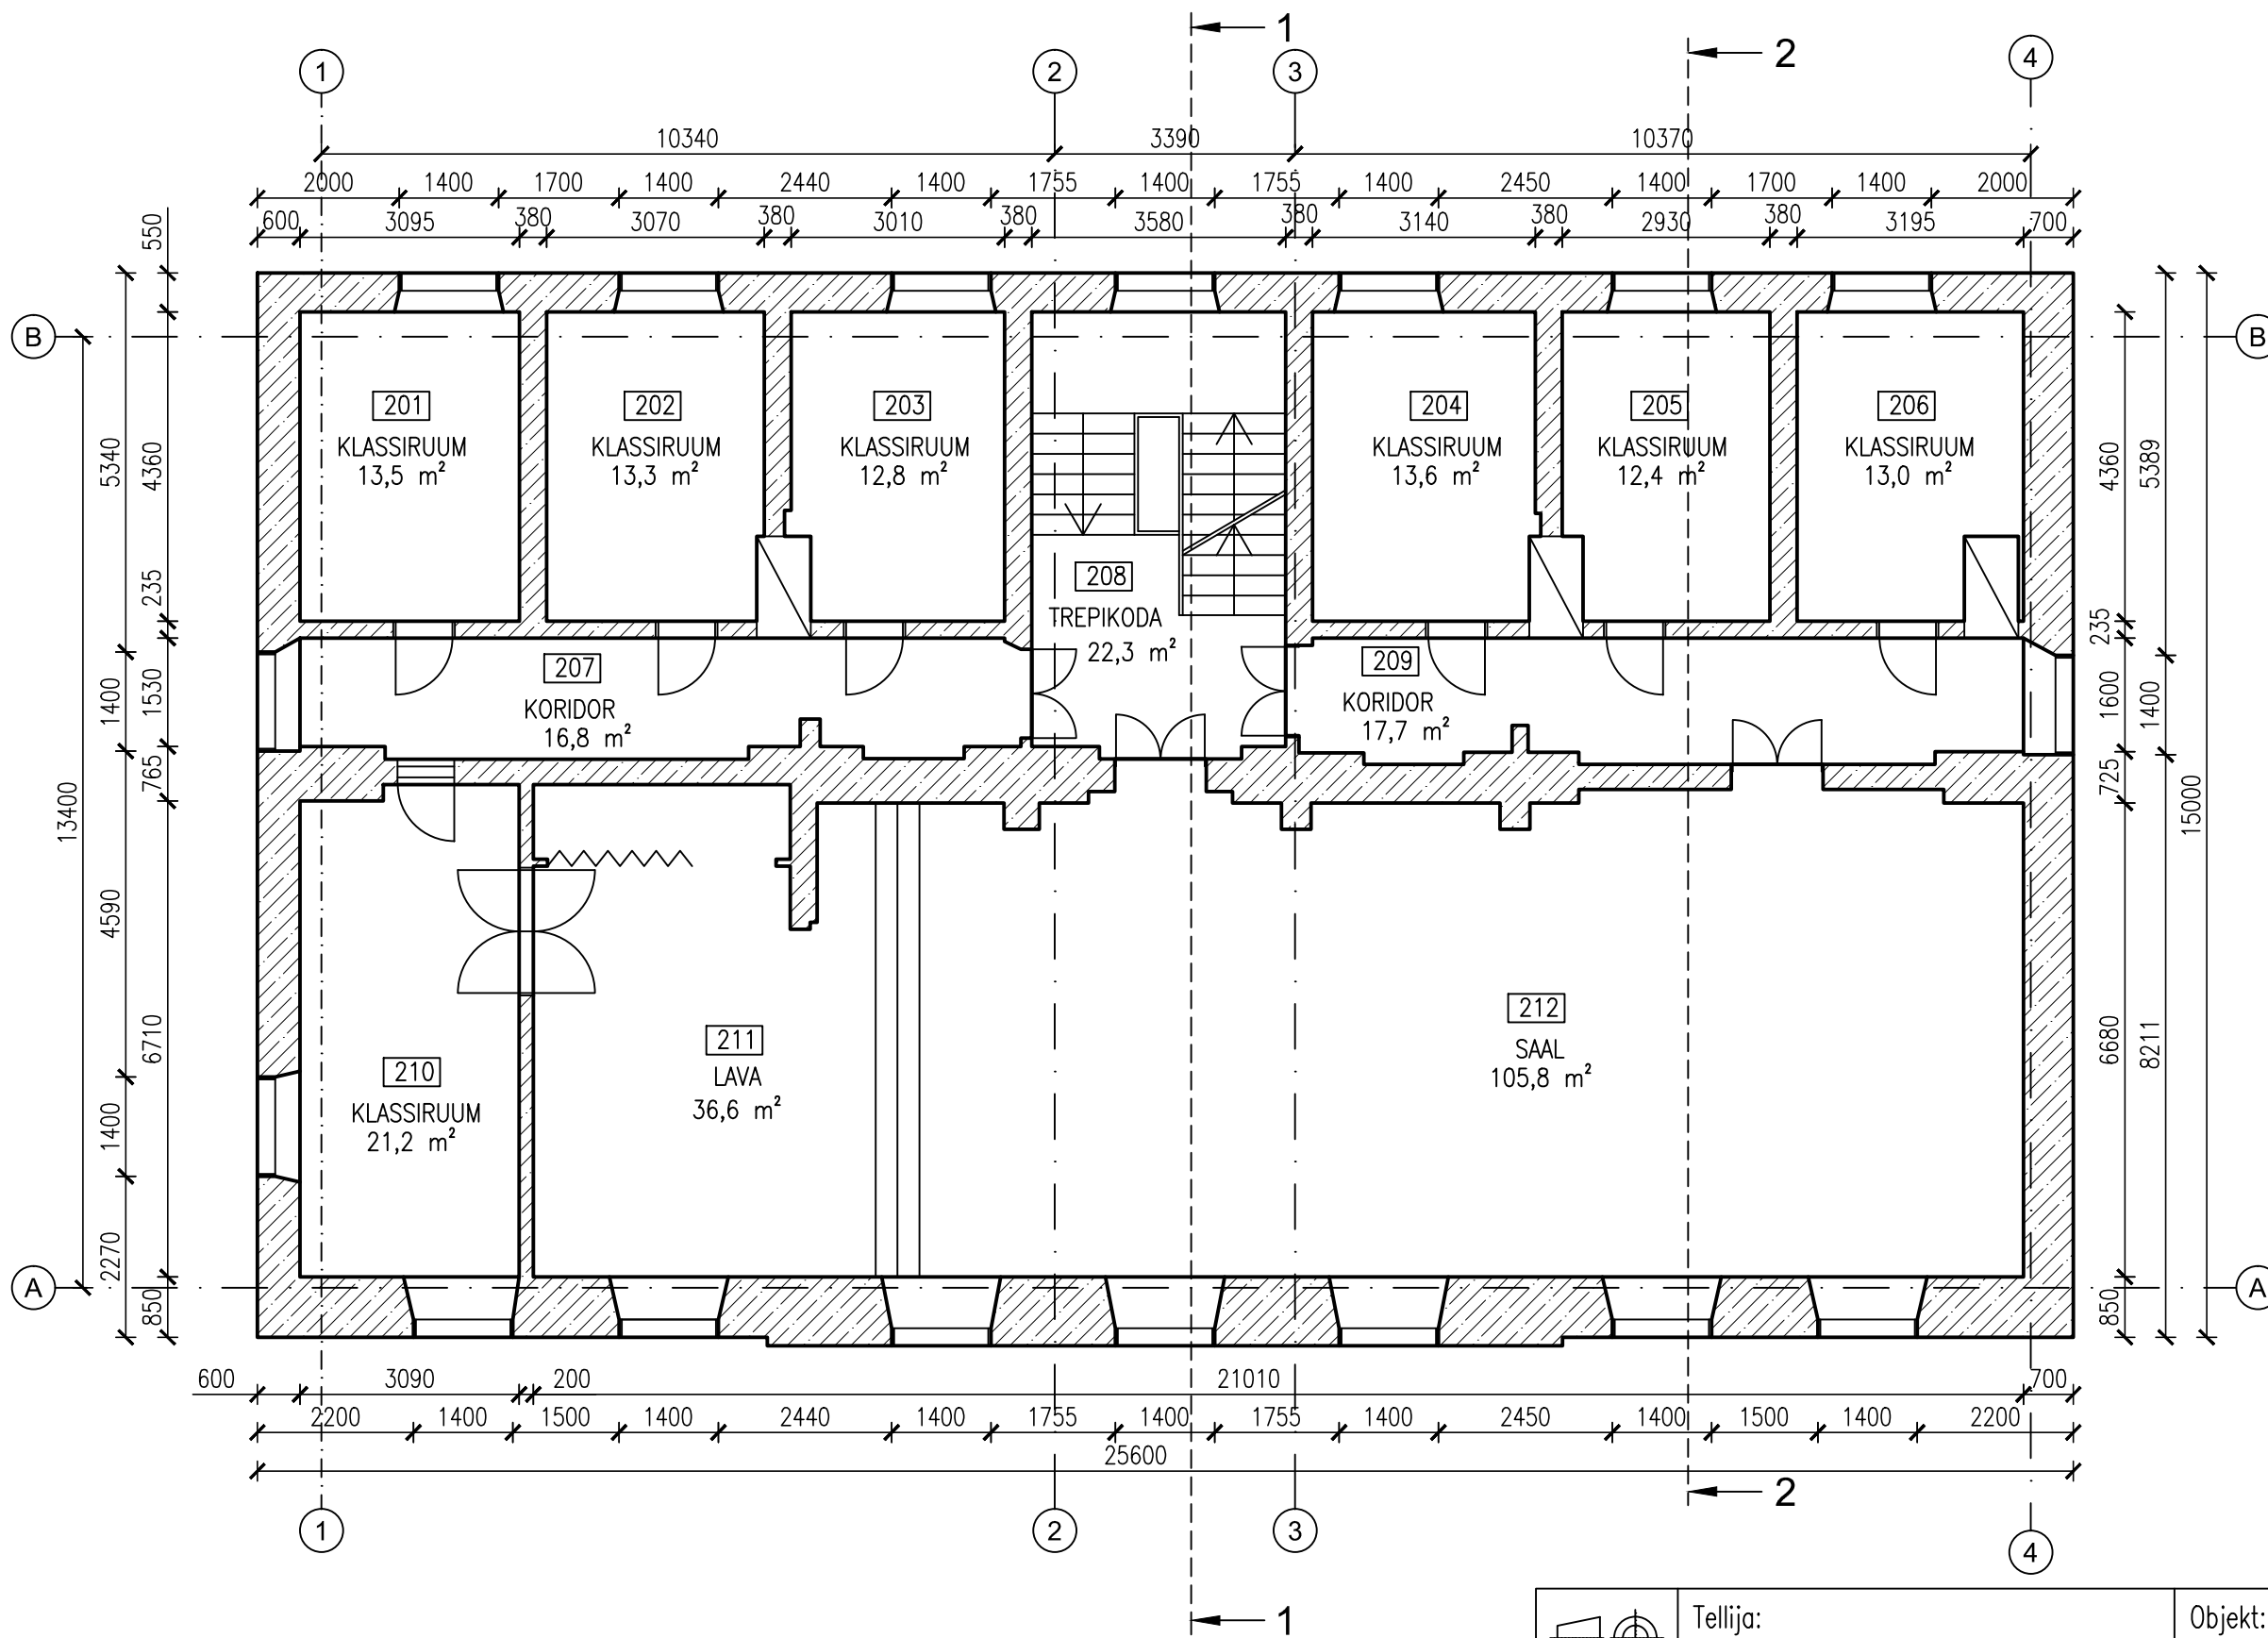 1
1 2 3 2 4
10340 3390 10370
2000 1400 1700 1400 2440 1400 1755 1400 1755 1400 2450 1400 1700 1400 2000
600 3095 380 3070 380 3010 380 3580 380 3140 380 2930 380 3195 700
550
B B
201 202 203 204 205 206
KLASSIRUUM KLASSIRUUM KLASSIRUUM KLASSIRUUM KLASSIRUUM KLASSIRUUM
13,5 m² 13,3 m² 12,8 m² 13,6 m² 12,4 m² 13,0 m²
5340 4360 4360 5389
208
TREPIKODA
22,3 m²
235 235
207
KORIDOR
16,8 m²
209
KORIDOR
17,7 m²
1400 1530 1600 1400
765 725
13400 15000
4590 6710 6680 8211
212
SAAL
105,8 m²
211
LAVA
36,6 m²
210
KLASSIRUUM
21,2 m²
1400
2270 850 850
A A
600 3090 200 21010 700
2200 1400 1500 1400 2440 1400 1755 1400 1755 1400 2450 1400 1500 1400 2200
25600
2
1 2 3 4
1
Tellija: Objekt: